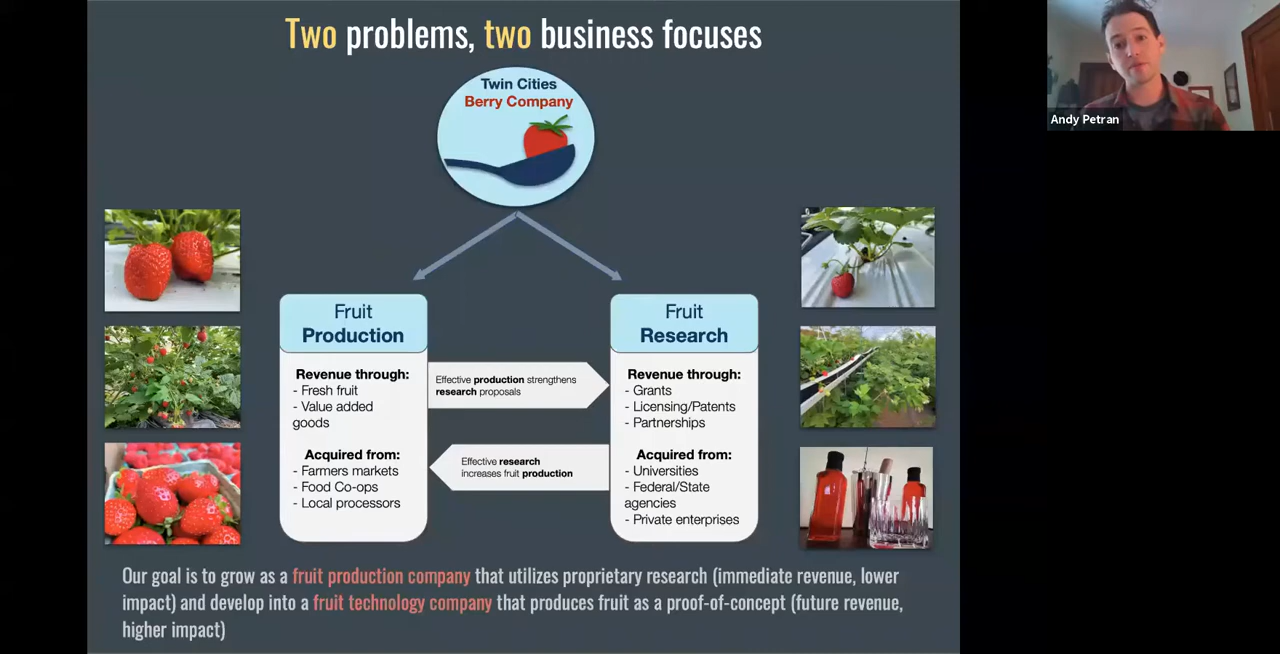 Two problems, two business focuses
Twin Cities
Berry Company
Andy Petran
Fruit
Production
Revenue through:
- Fresh fruit
- Value added
goods
Acquired from:
- Farmers markets
- Food Co-ops
- Local processors
Effective production strengthens
research proposals
Effective research
increases fruit production
Fruit
Research
Revenue through:
- Grants
- Licensing/Patents
- Partnerships
Acquired from:
- Universities
- Federal/State
agencies
- Private enterprises
Our goal is to grow as a fruit production company that utilizes proprietary research (immediate revenue, lower
impact) and develop into a fruit technology company that produces fruit as a proof-of-concept (future revenue,
higher impact)